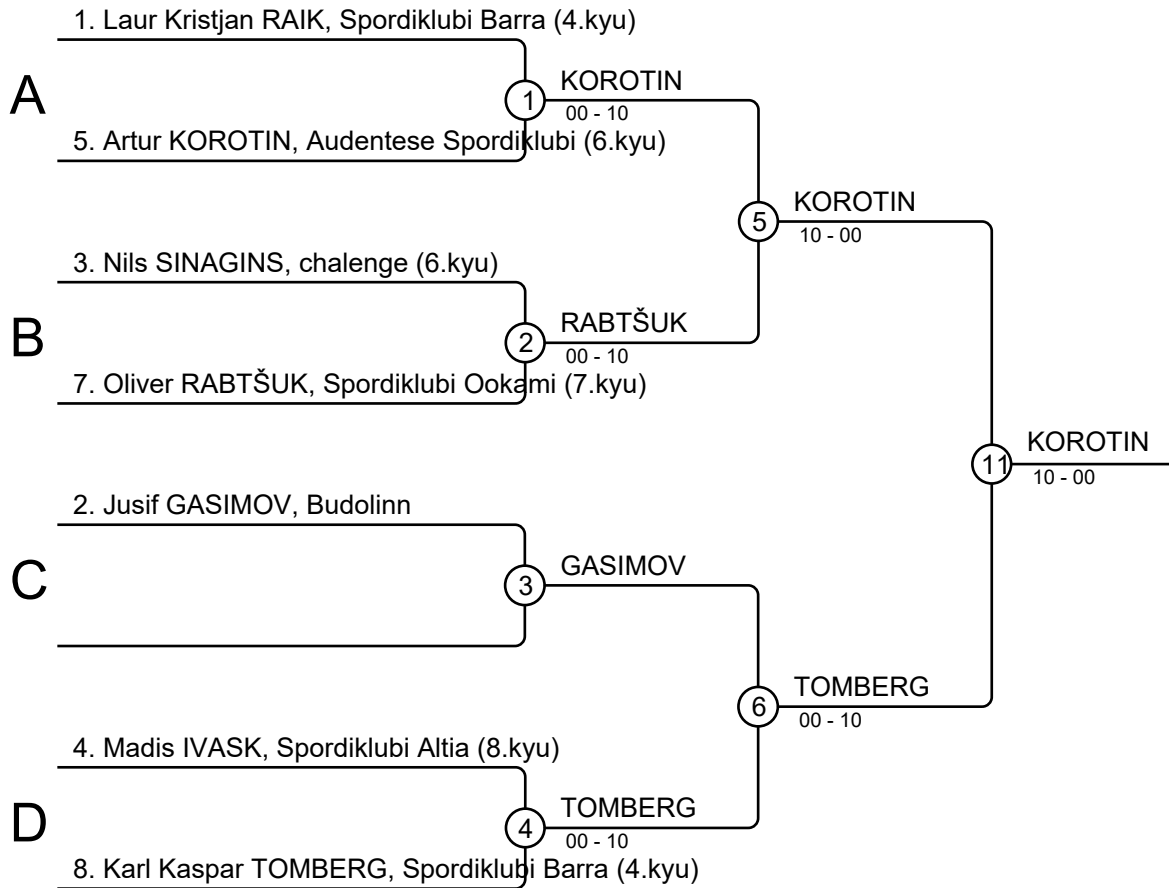 1. Laur Kristjan RAIK, Spordiklubi Barra (4.kyu)
A
1
KOROTIN
00 - 10
5. Artur KOROTIN, Audentese Spordiklubi (6.kyu)
5
KOROTIN
10 - 00
3. Nils SINAGINS, chalenge (6.kyu)
B
2
RABTŠUK
00 - 10
7. Oliver RABTŠUK, Spordiklubi Ookami (7.kyu)
11
KOROTIN
10 - 00
2. Jusif GASIMOV, Budolinn
C
3
GASIMOV
6
TOMBERG
00 - 10
4. Madis IVASK, Spordiklubi Altia (8.kyu)
D
4
TOMBERG
00 - 10
8. Karl Kaspar TOMBERG, Spordiklubi Barra (4.kyu)